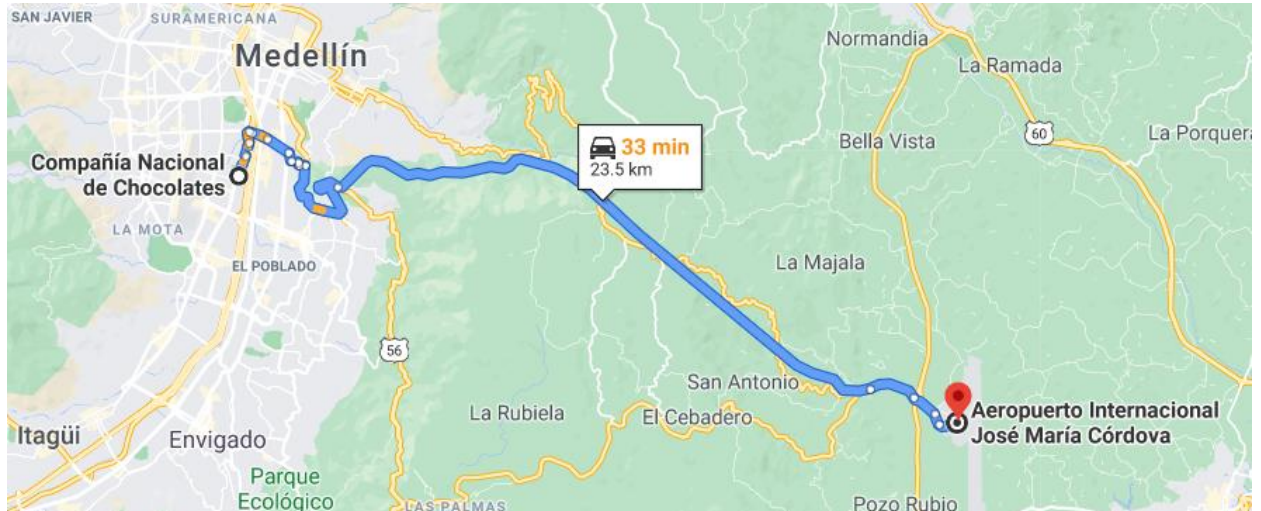 SAN JAVIER
SURAMERICANA
Medellín
Normandia
La Ramada
60
La Porquera
Bella Vista
33 min
23.5 km
Compañía Nacional
de Chocolates
LA MOTA
EL POBLADO
La Majala
56
San Antonio
La Rubiela
El Cebadero
Aeropuerto Internacional
José María Córdova
Itagüi
Envigado
Parque
Ecológico
LAS PALMAS
Pozo Rubio